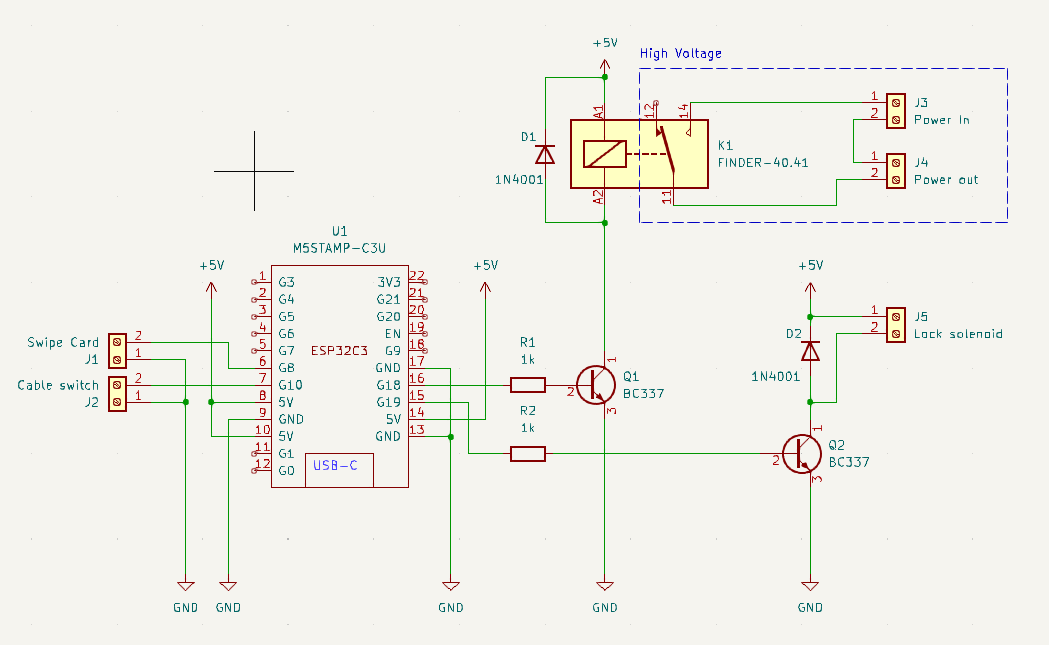 +5V
High Voltage
A1
12
14
1
J3
2
Power In
D1
1N4001
K1
FINDER-40.41
1
J4
2
Power out
A2
11
U1
M5STAMP-C3U
+5V
+5V
+5V
1 G3
2 G4
3 G5
4 G6
5 G7
6 G8
7 G10
8 5V
9 GND
10 5V
11 G1
12 G0
3V3 22
G21 21
G20 20
EN 19
G9 18
GND 17
G18 16
G19 15
5V 14
GND 13
ESP32C3
USB-C
Swipe Card 2
J1 1
Cable switch 2
J2 1
R1
1k
R2
1k
1
Q1
2
BC337
3
1
J5
2
Lock solenoid
D2
1N4001
1
Q2
2
BC337
3
GND
GND
GND
GND
GND